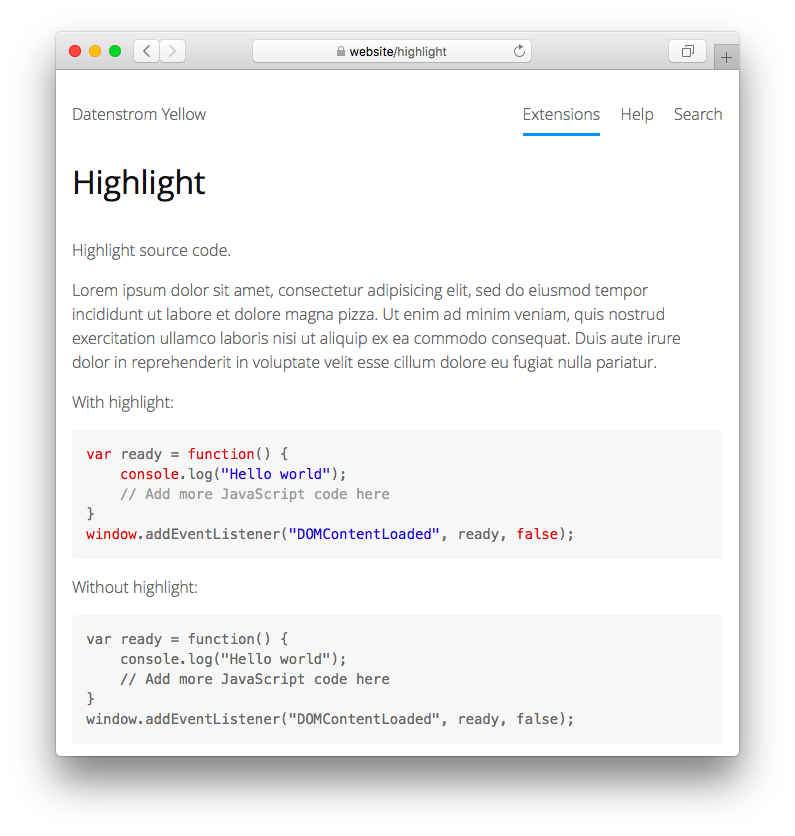 website/highlight
Datenstrom Yellow
Extensions Help Search
Highlight
Highlight source code.
Lorem ipsum dolor sit amet, consectetur adipisicing elit, sed do eiusmod tempor
incididunt ut labore et dolore magna pizza. Ut enim ad minim veniam, quis nostrud
exercitation ullamco laboris nisi ut aliquip ex ea commodo consequat. Duis aute irure
dolor in reprehenderit in voluptate velit esse cillum dolore eu fugiat nulla pariatur.
With highlight:
var ready = function() {
    console.log("Hello world");
    // Add more JavaScript code here
}
window.addEventListener("DOMContentLoaded", ready, false);
Without highlight:
var ready = function() {
    console.log("Hello world");
    // Add more JavaScript code here
}
window.addEventListener("DOMContentLoaded", ready, false);